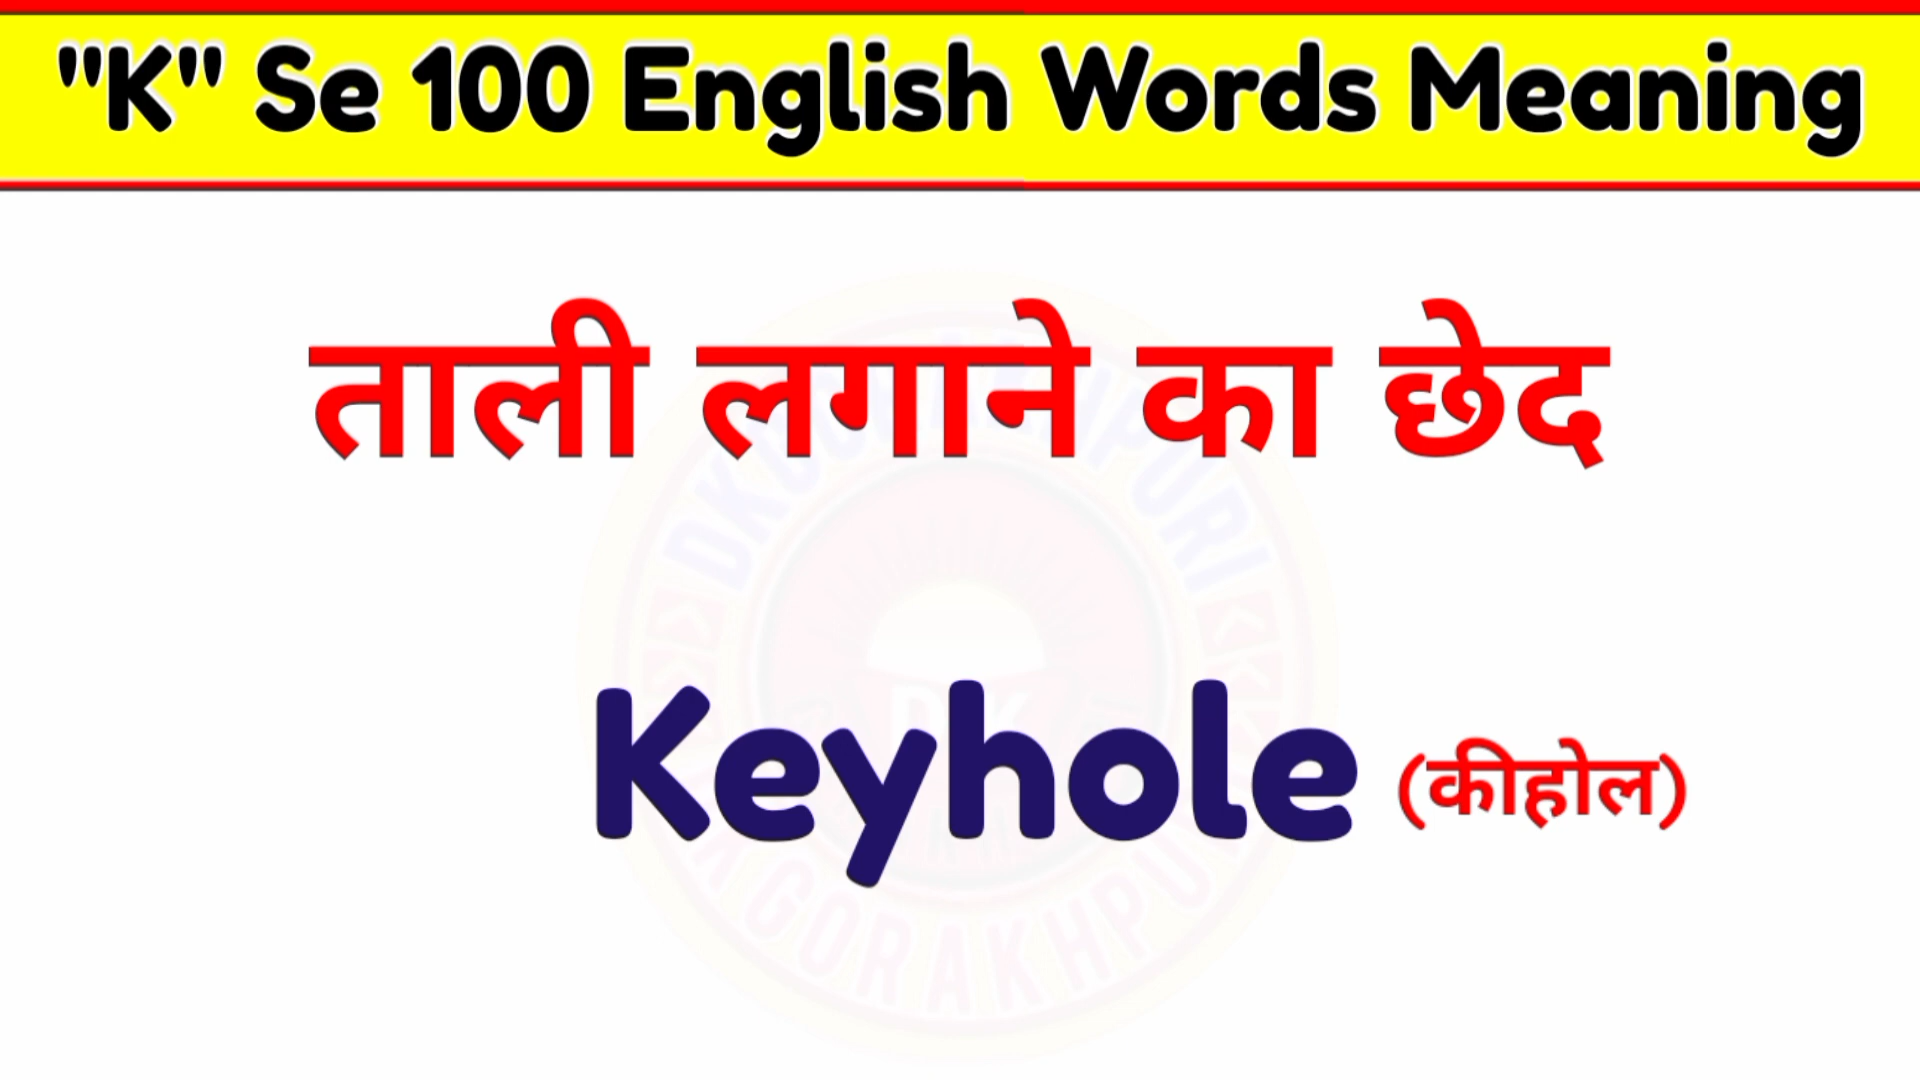 "K" Se 100 English Words Meaning
ताली लगाने का छेद
Keyhole (कीहोल)